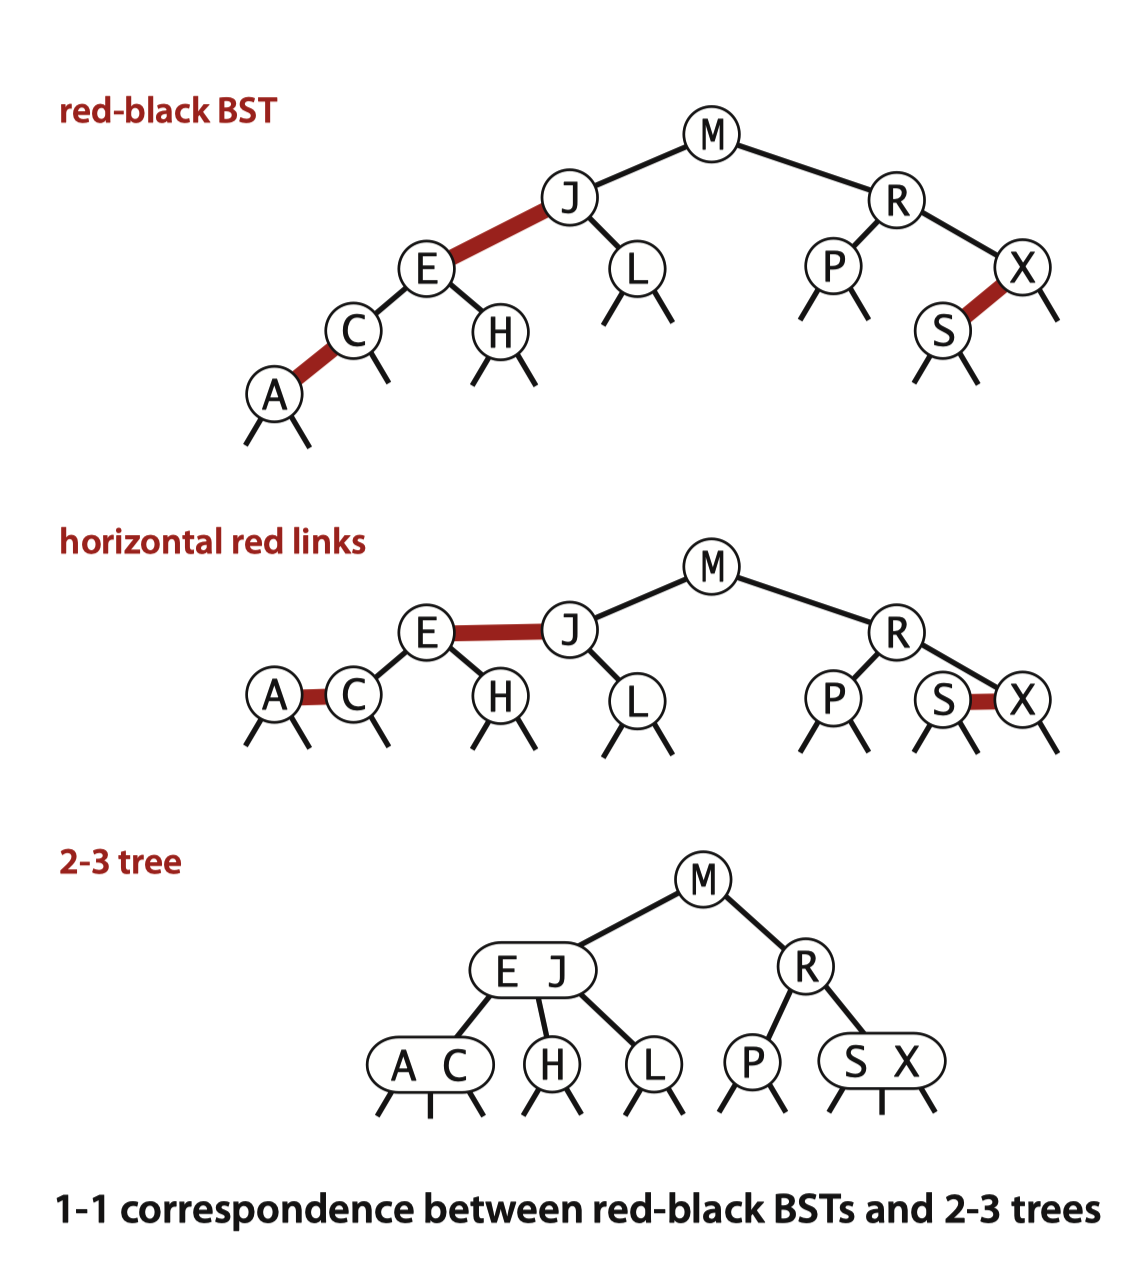 red-black BST
M
J R
E L P X
C H S
A
horizontal red links
M
E J R
A C H L P S X
2-3 tree
M
E J R
A C H L P S X
1-1 correspondence between red-black BSTs and 2-3 trees